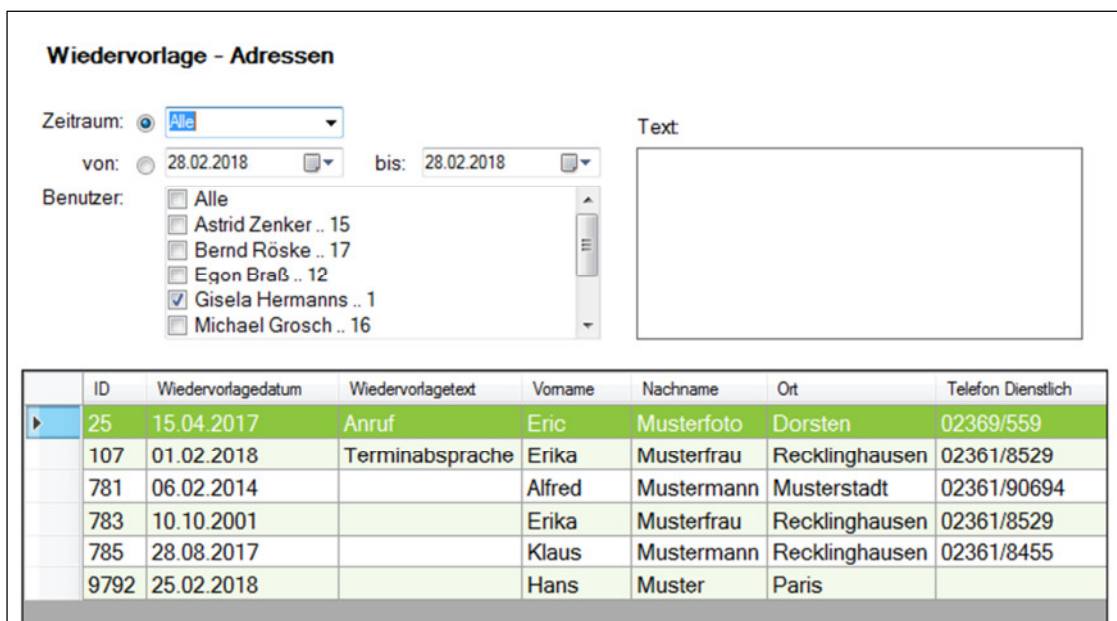 Wiedervorlage - Adressen
Zeitraum: Alle
Text:
von: 28.02.2018 bis: 28.02.2018
Benutzer: Alle
Astrid Zenker .. 15
Bernd Röske .. 17
Egon Braß .. 12
Gisela Hermanns .. 1
Michael Grosch .. 16
ID Wiedervorlagedatum Wiedervorlagetext Vorname Nachname Ort Telefon Dienstlich
25 15.04.2017 Anruf Eric Musterfoto Dorsten 02369/559
107 01.02.2018 Terminabsprache Erika Musterfrau Recklinghausen 02361/8529
781 06.02.2014 Alfred Mustermann Musterstadt 02361/90694
783 10.10.2001 Erika Musterfrau Recklinghausen 02361/8529
785 28.08.2017 Klaus Mustermann Recklinghausen 02361/8455
9792 25.02.2018 Hans Muster Paris